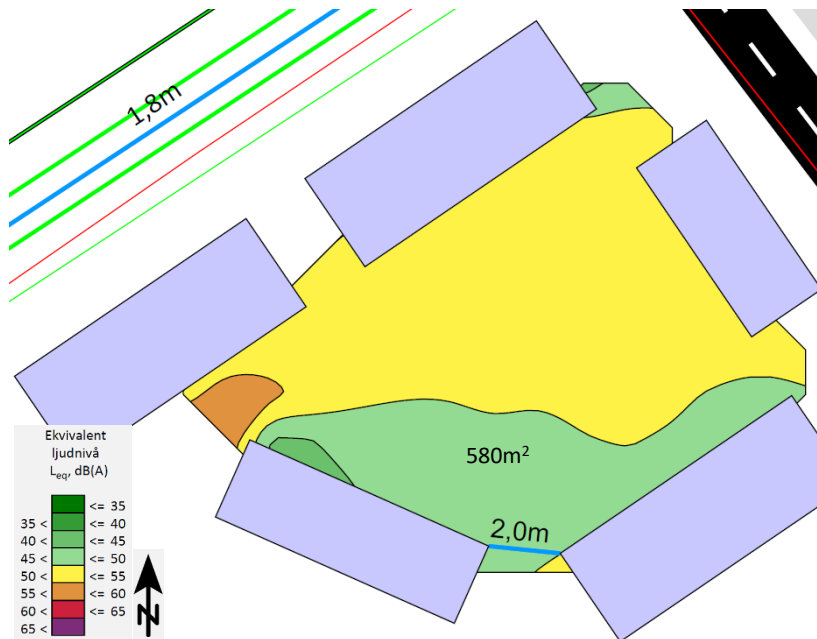 1,8m
580m²
2,0m
Ekvivalent
ljudnivå
Leq, dB(A)
<= 35
35 < <= 40
40 < <= 45
45 < <= 50
50 < <= 55
55 < <= 60
60 < <= 65
65 <
N